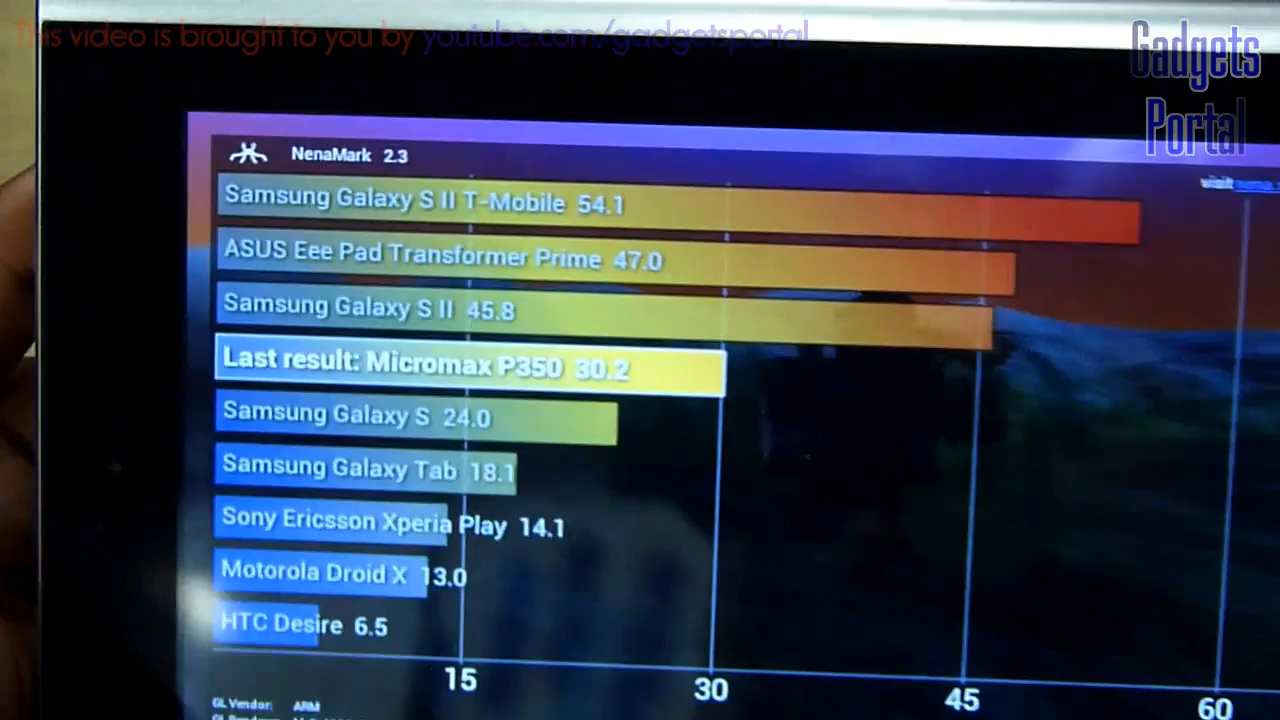 This video is brought to you by youtube.com/gadgetsportal
Gadgets
Portal
NenaMark 2.3
Samsung Galaxy S II T-Mobile 54.1
ASUS Eee Pad Transformer Prime 47.0
Samsung Galaxy S II 45.8
Last result: Micromax P350 30.2
Samsung Galaxy S 24.0
Samsung Galaxy Tab 18.1
Sony Ericsson Xperia Play 14.1
Motorola Droid X 13.0
HTC Desire 6.5
15 30 45 60
GL Vendor: ARM